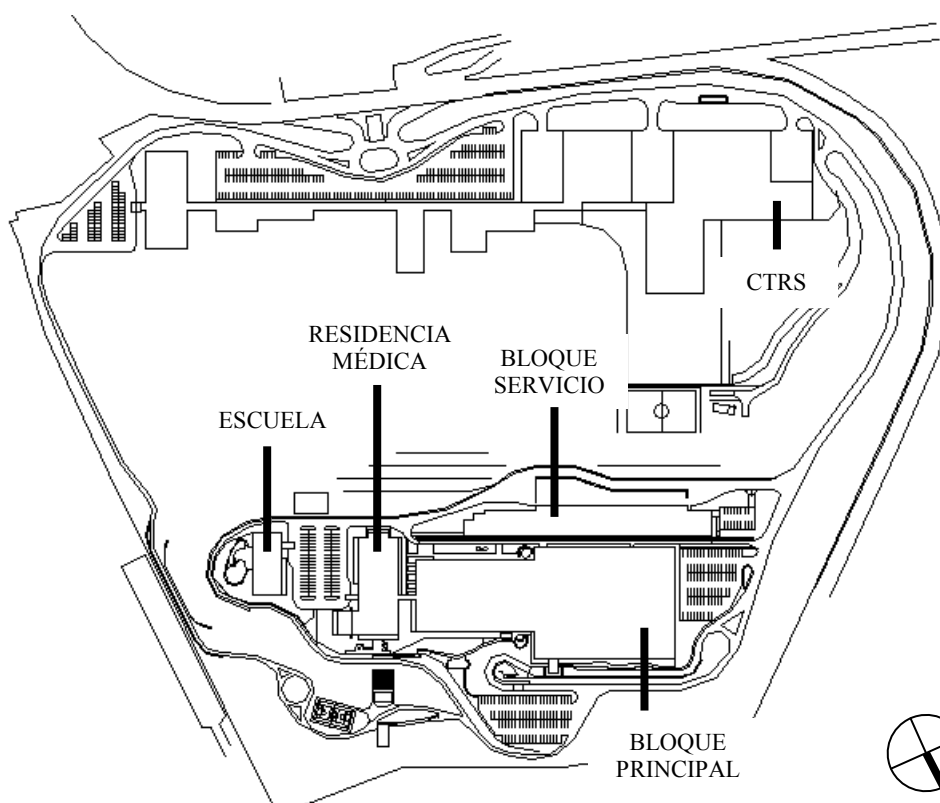 CTRS
RESIDENCIA
MÉDICA
BLOQUE
SERVICIO
ESCUELA
BLOQUE
PRINCIPAL